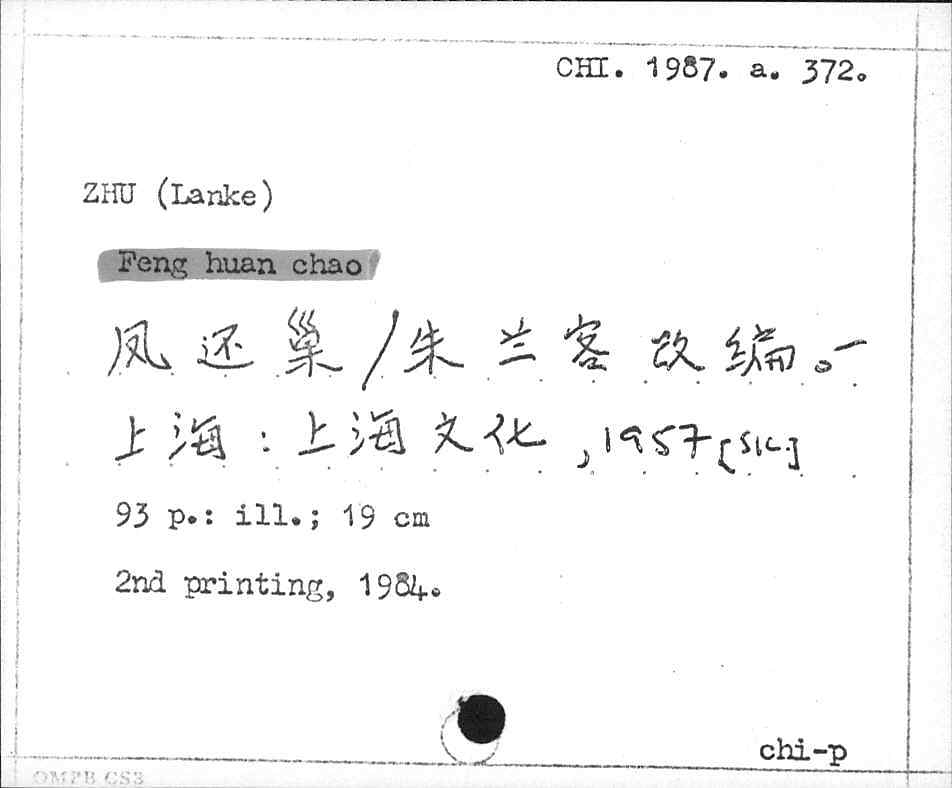 CHI. 1987. a. 372.
ZHU (Lanke)
Feng huan chao
凤还巢/朱兰客改编。—
上海:上海文化,1957[SIC]
93 p.: ill.; 19 cm
2nd printing, 1984.
chi-p
OMPB CS3